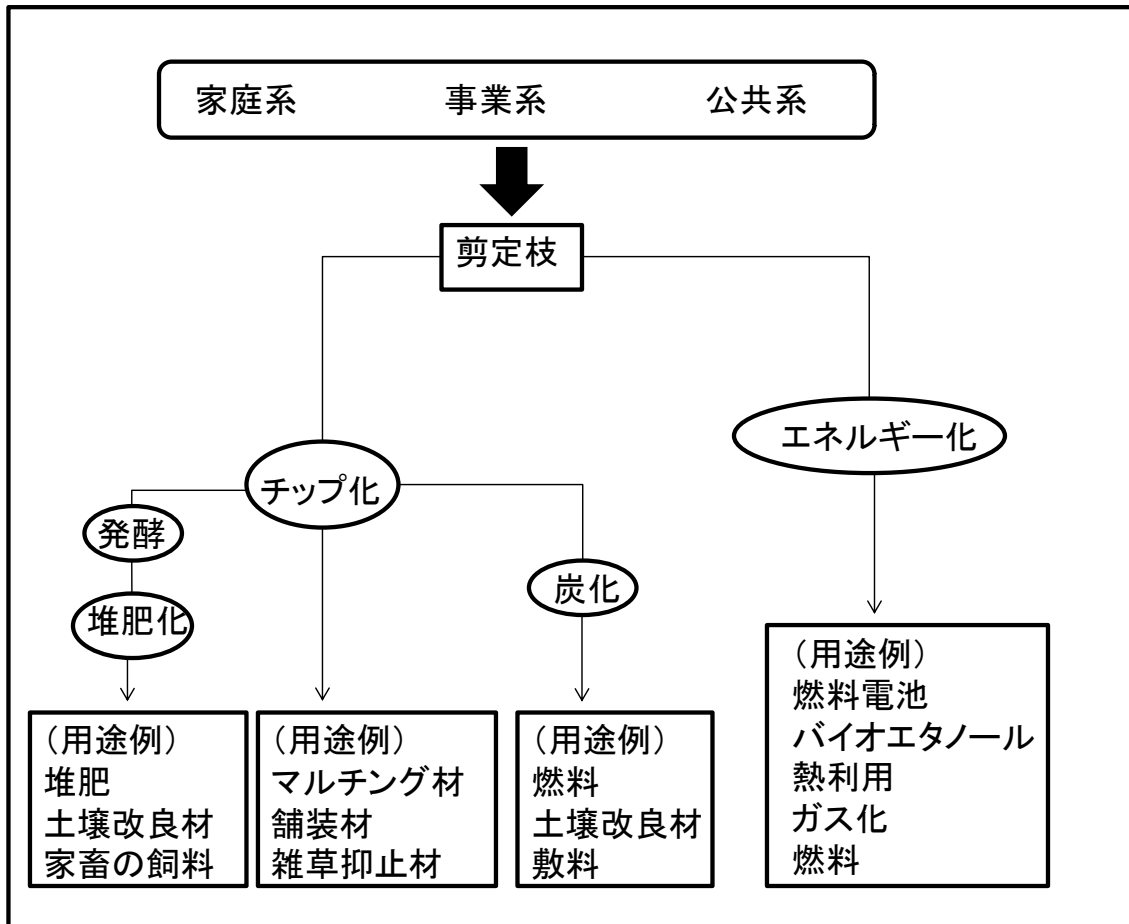 家庭系 事業系 公共系
剪定枝
エネルギー化
チップ化
発酵
炭化
堆肥化
（用途例）
堆肥
土壌改良材
家畜の飼料
（用途例）
マルチング材
舗装材
雑草抑止材
（用途例）
燃料
土壌改良材
敷料
（用途例）
燃料電池
バイオエタノール
熱利用
ガス化
燃料